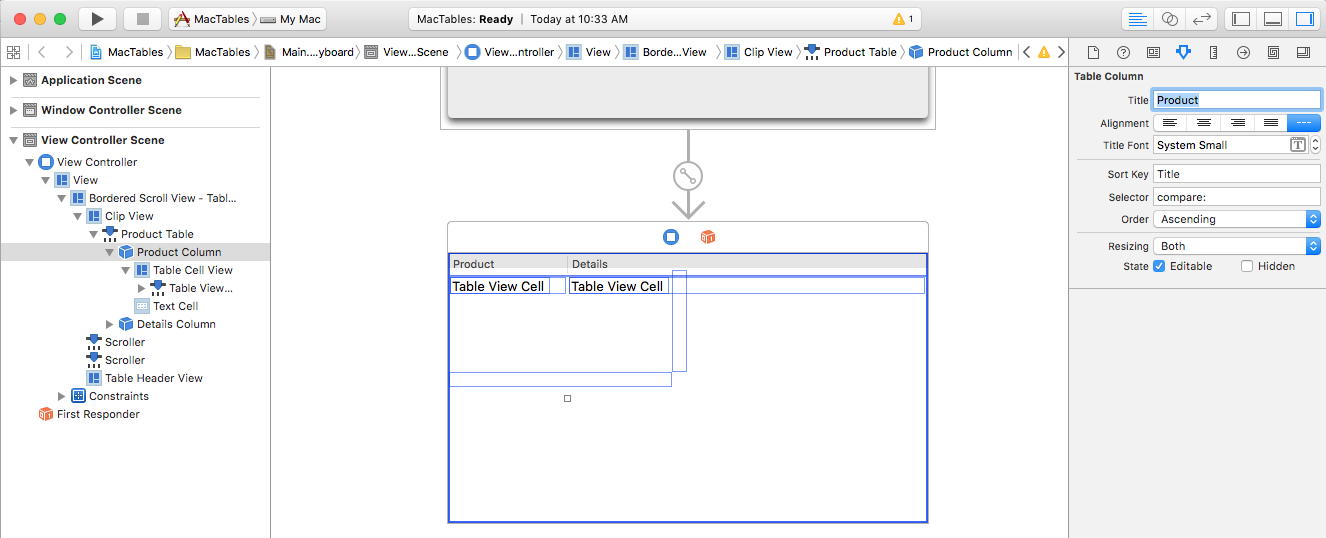 MacTables
My Mac
MacTables: Ready
Today at 10:33 AM
1
MacTables
MacTables
Main....yboard
View...Scene
View...ntroller
View
Borde...View
Clip View
Product Table
Product Column
Application Scene
Window Controller Scene
View Controller Scene
View Controller
View
Bordered Scroll View - Tabl...
Clip View
Product Table
Product Column
Table Cell View
Table View...
Text Cell
Details Column
Scroller
Scroller
Table Header View
Constraints
First Responder
Product
Details
Table View Cell
Table View Cell
Table Column
Title
Product
Alignment
Title Font
System Small
T
Sort Key
Title
Selector
compare:
Order
Ascending
Resizing
Both
State
Editable
Hidden